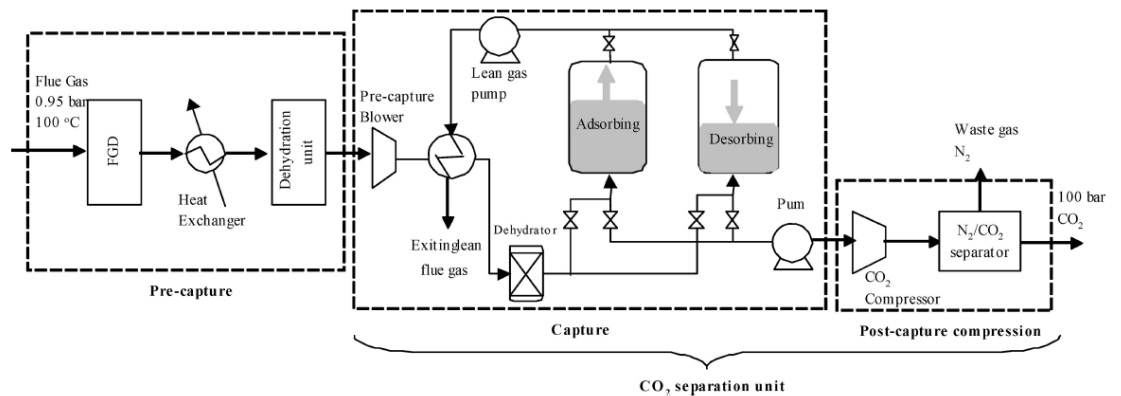 Flue Gas
0.95 bar
100 °C
FGD
Heat
Exchanger
Dehydration
unit
Pre-capture
Pre-capture
Blower
Lean gas
pump
Adsorbing
Desorbing
Exitinglean
flue gas
Dehydrator
Pum
Capture
Waste gas
N2
100 bar
CO2
N2/CO2
separator
CO2
Compressor
Post-capture compression
CO2 separation unit